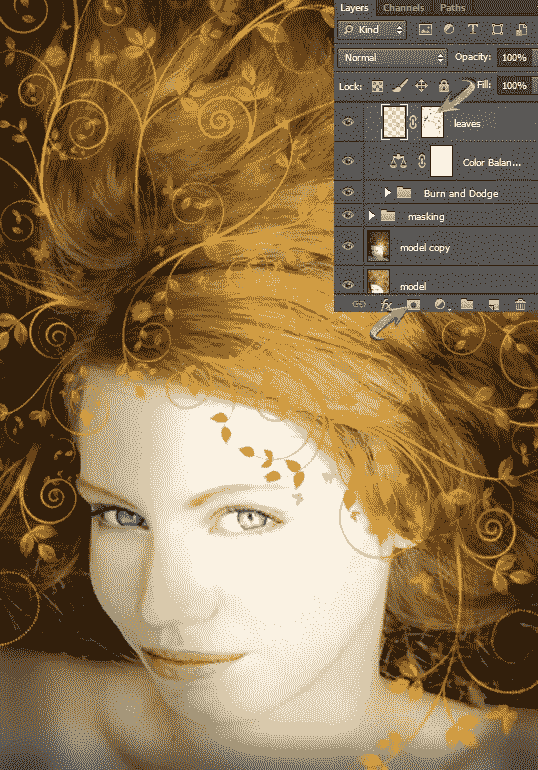 Layers Channels Paths
Kind
Normal Opacity: 100%
Lock: Fill: 100%
leaves
Color Balan...
Burn and Dodge
masking
model copy
model
fx